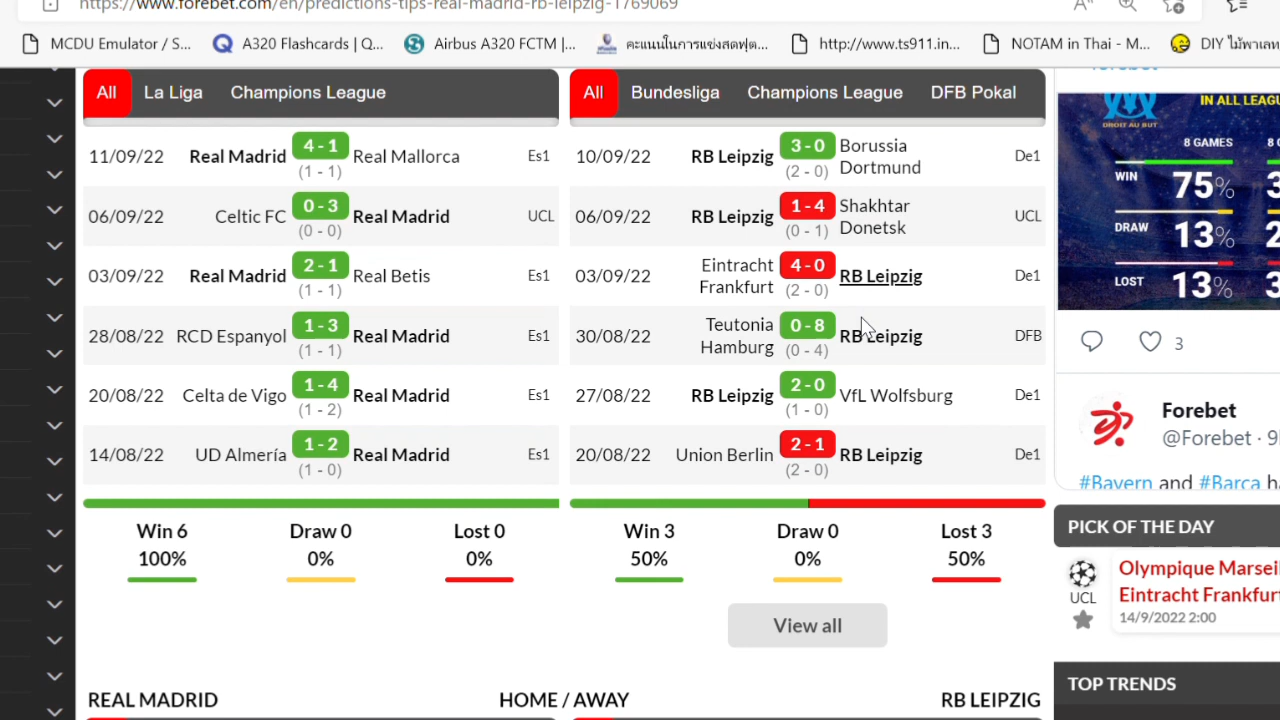 https://www.forebet.com/en/predictions-tips-real-madrid-rb-leipzig-1769069
MCDU Emulator / S...
A320 Flashcards | Q...
Airbus A320 FCTM |...
คะแนนในการแข่งสดฟุต...
http://www.ts911.in...
NOTAM in Thai - M...
DIY ไม้พาเลท
All La Liga Champions League
11/09/22 Real Madrid 4 - 1 Real Mallorca Es1
(1 - 1)
06/09/22 Celtic FC 0 - 3 Real Madrid UCL
(0 - 0)
03/09/22 Real Madrid 2 - 1 Real Betis Es1
(1 - 1)
28/08/22 RCD Espanyol 1 - 3 Real Madrid Es1
(1 - 1)
20/08/22 Celta de Vigo 1 - 4 Real Madrid Es1
(1 - 2)
14/08/22 UD Almería 1 - 2 Real Madrid Es1
(1 - 0)
Win 6 Draw 0 Lost 0
100% 0% 0%
All Bundesliga Champions League DFB Pokal
10/09/22 RB Leipzig 3 - 0 Borussia Dortmund De1
(2 - 0)
06/09/22 RB Leipzig 1 - 4 Shakhtar Donetsk UCL
(0 - 1)
03/09/22 Eintracht Frankfurt 4 - 0 RB Leipzig De1
(2 - 0)
30/08/22 Teutonia Hamburg 0 - 8 RB Leipzig DFB
(0 - 4)
27/08/22 RB Leipzig 2 - 0 VfL Wolfsburg De1
(1 - 0)
20/08/22 Union Berlin 2 - 1 RB Leipzig De1
(2 - 0)
Win 3 Draw 0 Lost 3
50% 0% 50%
View all
REAL MADRID HOME / AWAY RB LEIPZIG
DROIT AU BUT
IN ALL LEAGU
8 GAMES
WIN 75%
DRAW 13%
LOST 13%
3
Forebet
@Forebet · 9
#Bayern and #Barca ha
PICK OF THE DAY
UCL
Olympique Marseil
Eintracht Frankfurt
14/9/2022 2:00
TOP TRENDS